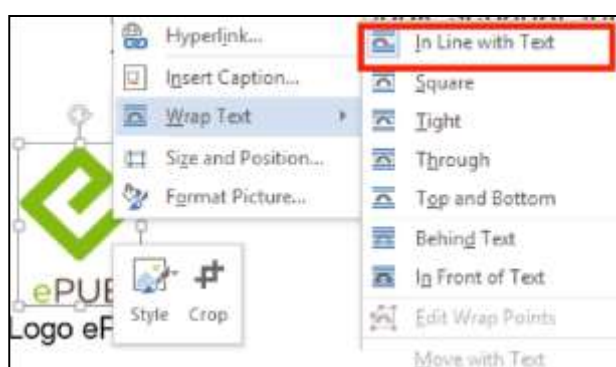 Hyperlink...
Insert Caption...
Wrap Text
Size and Position...
Format Picture...
In Line with Text
Square
Tight
Through
Top and Bottom
Behind Text
In Front of Text
Edit Wrap Points
Move with Text
Style Crop
ePUB
Logo eP